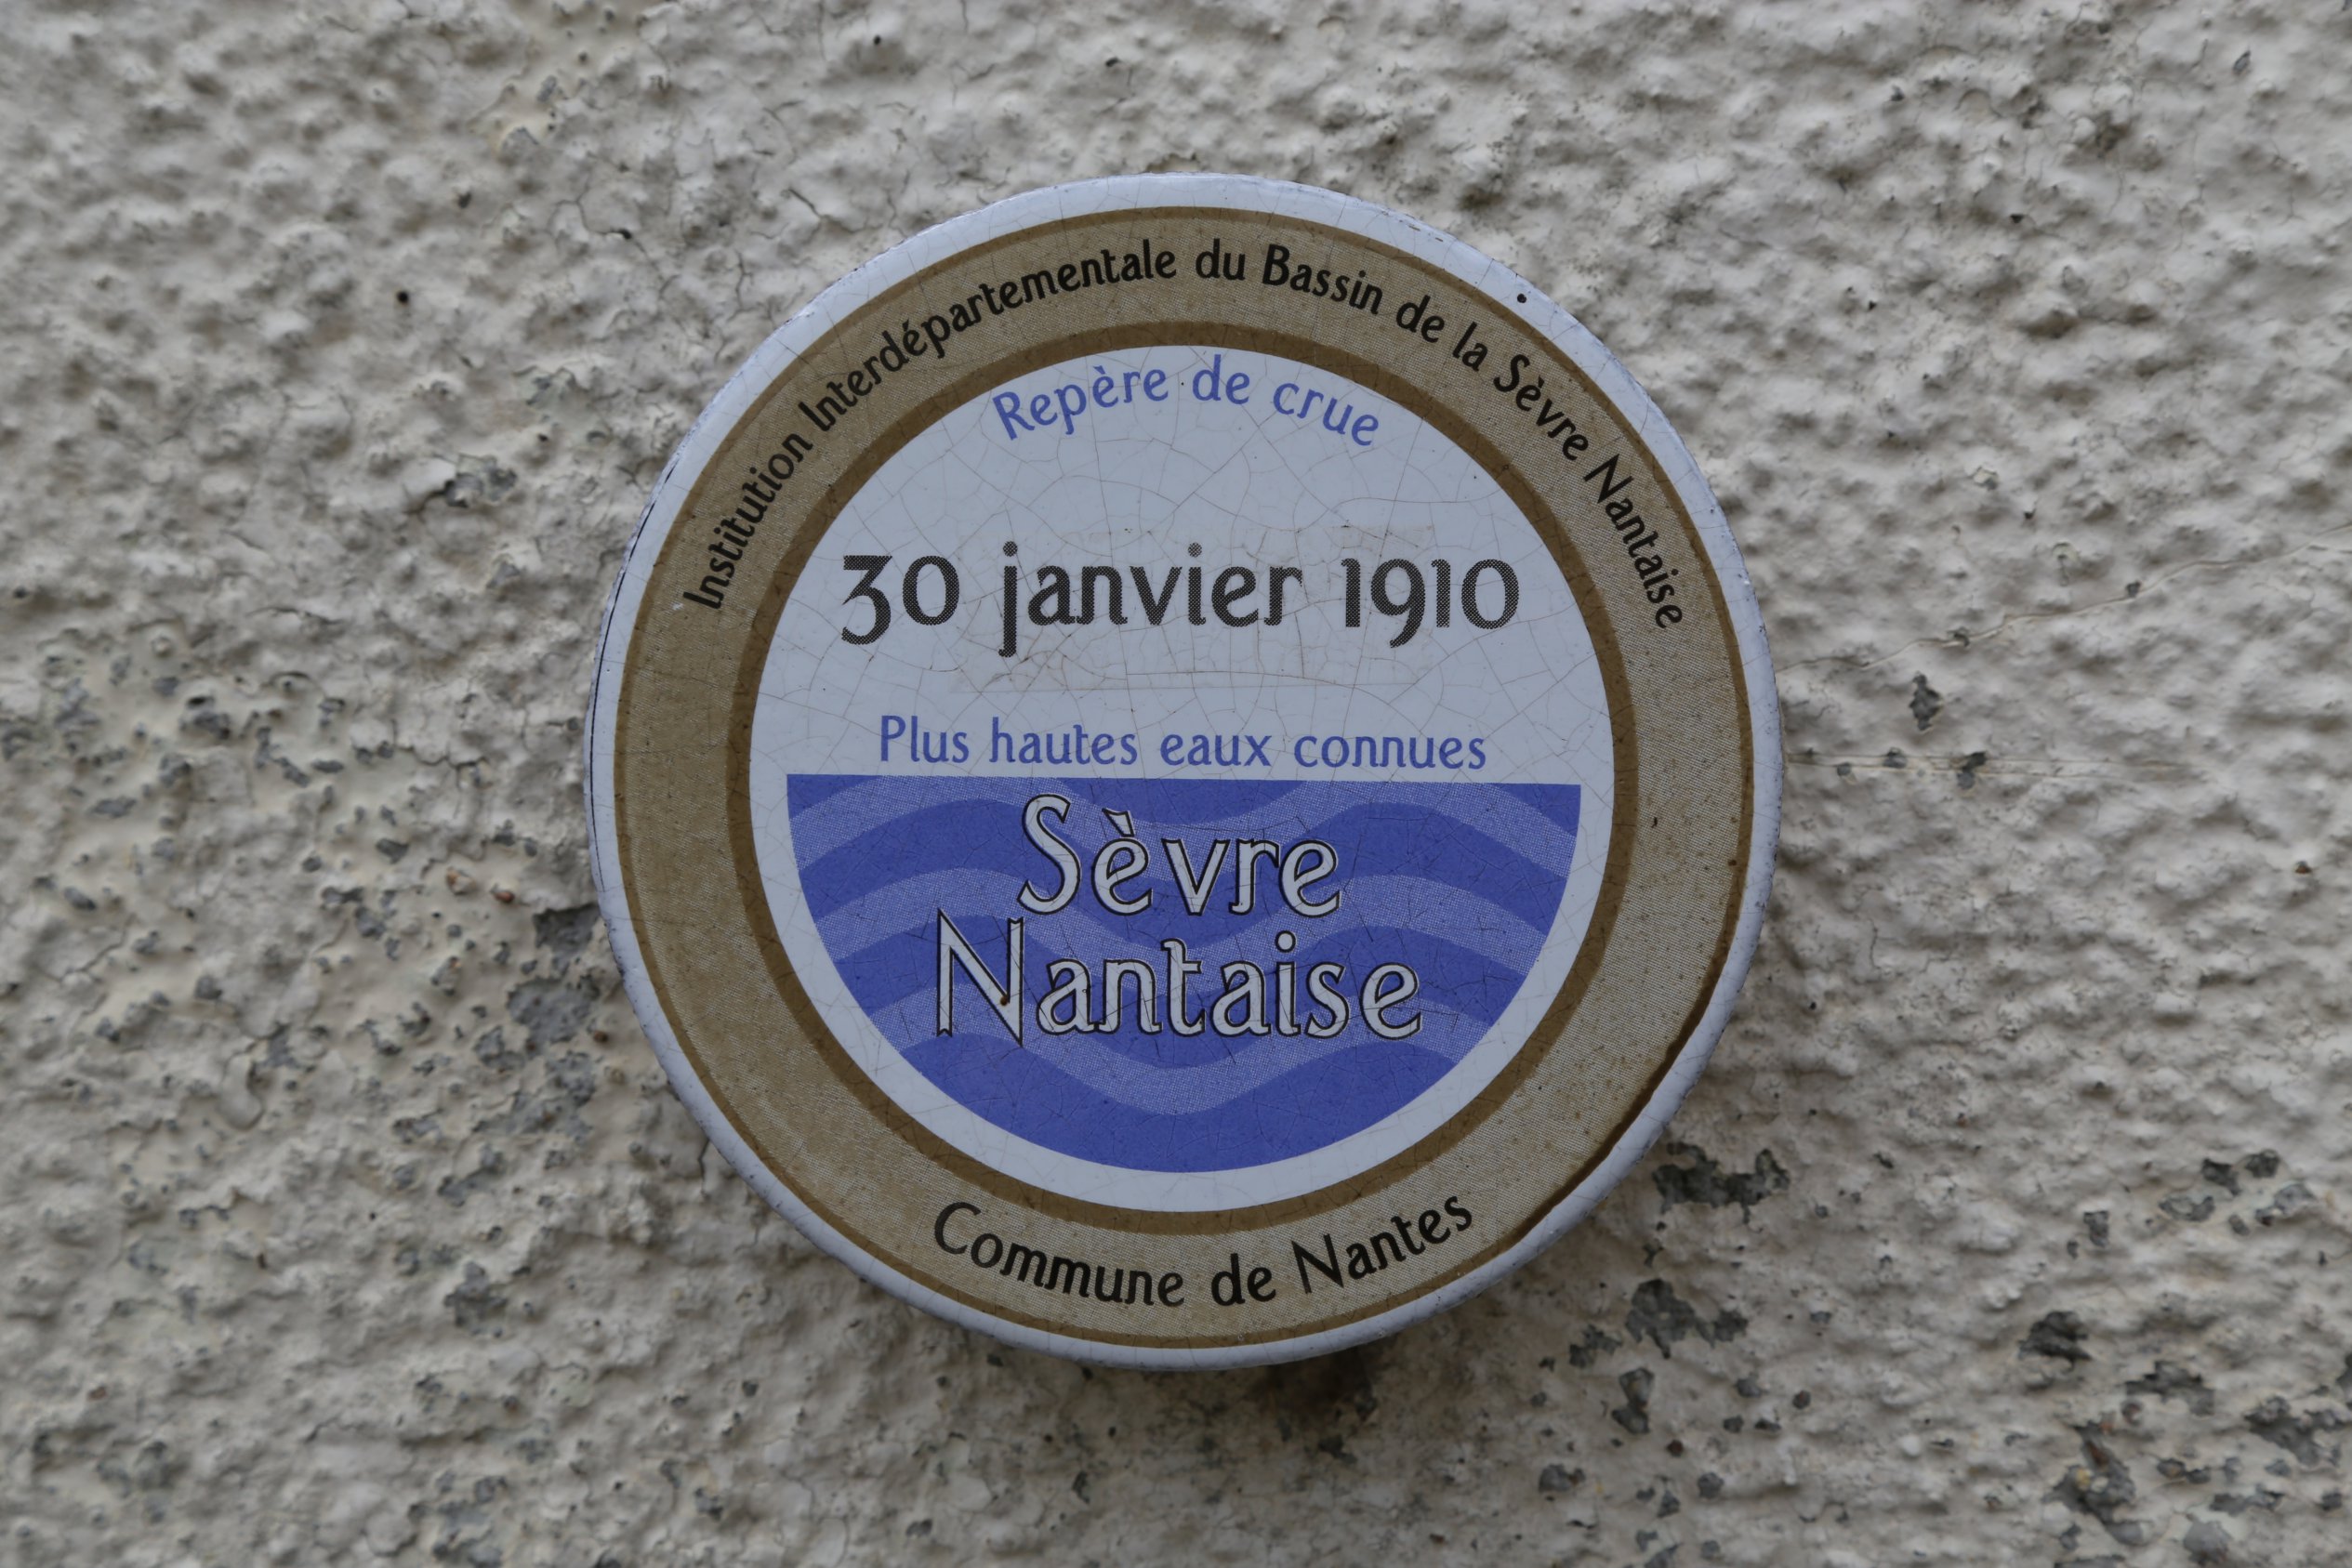 Institution Interdépartementale du Bassin de la Sèvre Nantaise
Repère de crue
30 janvier 1910
Plus hautes eaux connues
Sèvre
Nantaise
Commune de Nantes